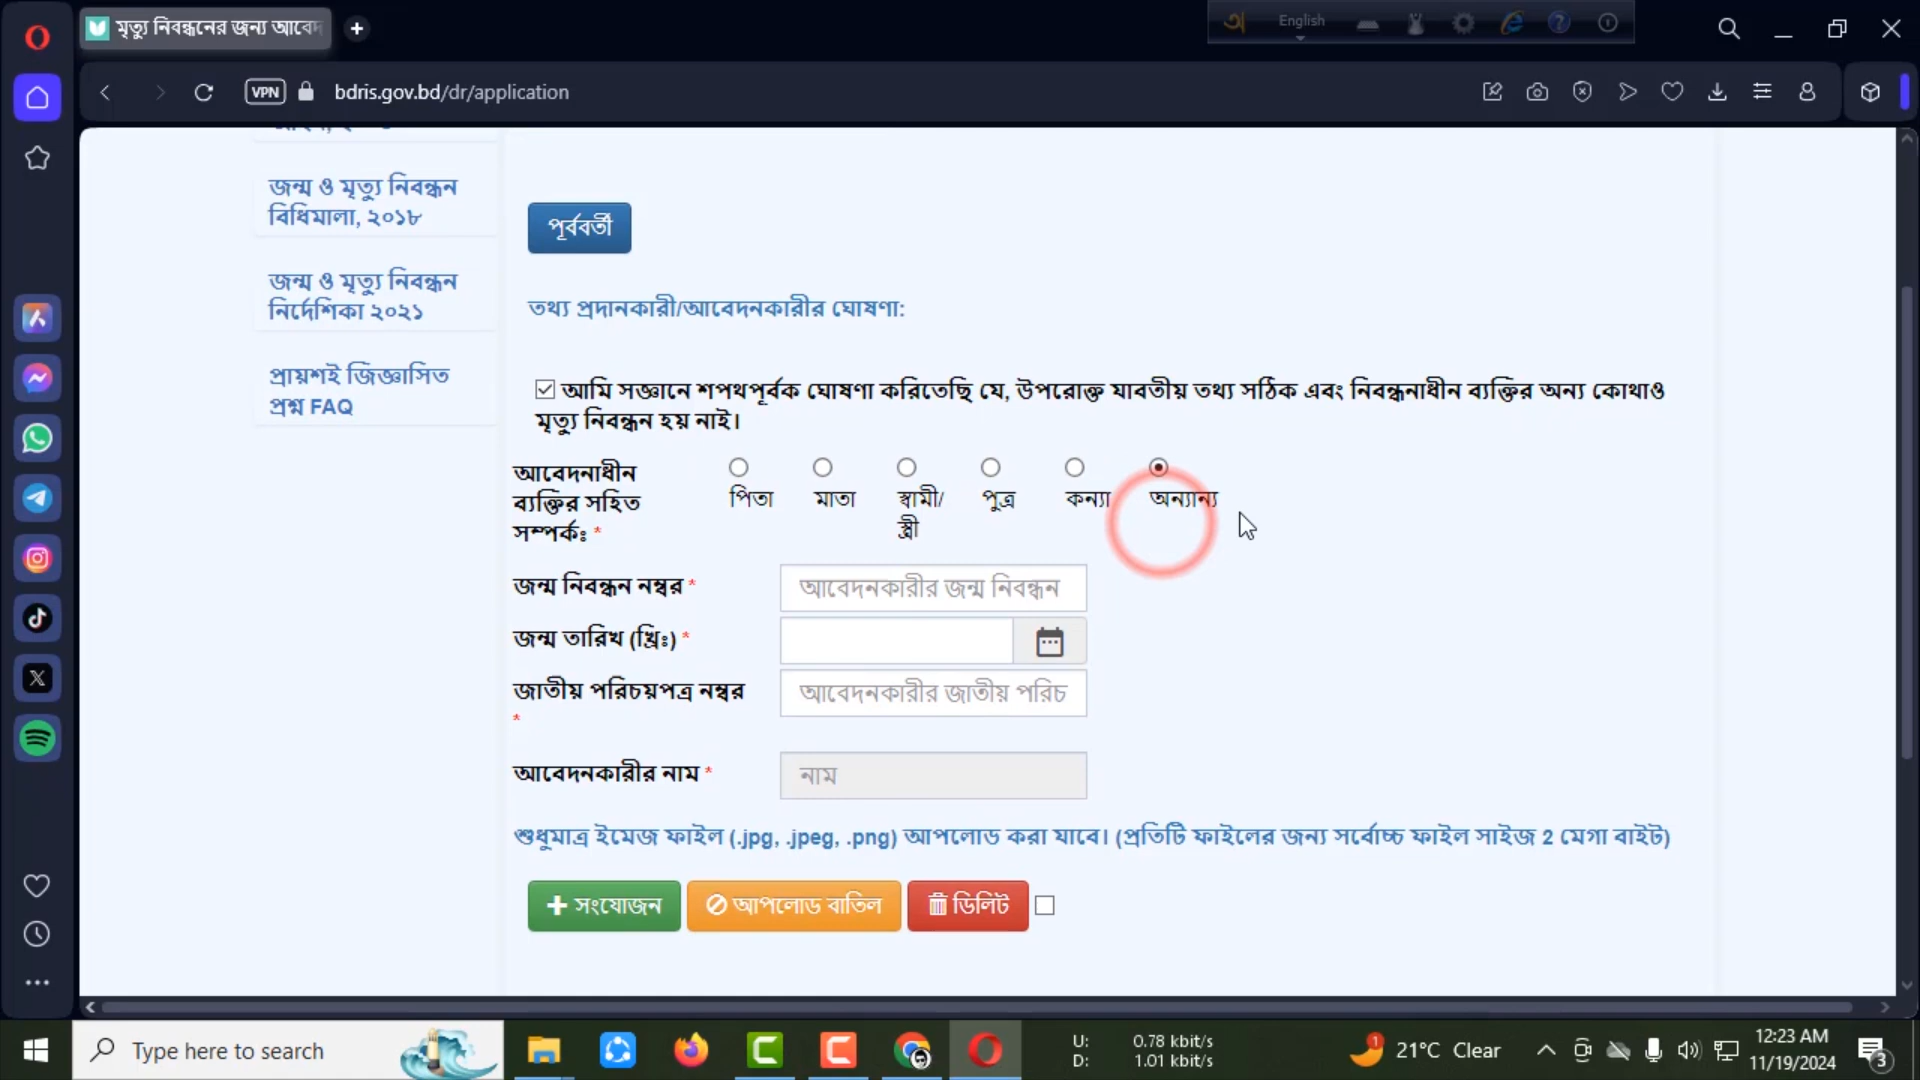 মৃত্যু নিবন্ধনের জন্য আবেদ
English
VPN
bdris.gov.bd/dr/application
জন্ম ও মৃত্যু নিবন্ধন
বিধিমালা, ২০১৮
জন্ম ও মৃত্যু নিবন্ধন
নির্দেশিকা ২০২১
প্রায়শই জিজ্ঞাসিত
প্রশ্ন FAQ
পূর্ববর্তী
তথ্য প্রদানকারী/আবেদনকারীর ঘোষণা:
আমি সজ্ঞানে শপথপূর্বক ঘোষণা করিতেছি যে, উপরোক্ত যাবতীয় তথ্য সঠিক এবং নিবন্ধনাধীন ব্যক্তির অন্য কোথাও
মৃত্যু নিবন্ধন হয় নাই।
আবেদনাধীন
ব্যক্তির সহিত
সম্পর্কঃ *
পিতা মাতা স্বামী/ পুত্র কন্যা অন্যান্য
স্ত্রী
জন্ম নিবন্ধন নম্বর * আবেদনকারীর জন্ম নিবন্ধন
জন্ম তারিখ (খ্রিঃ) *
জাতীয় পরিচয়পত্র নম্বর আবেদনকারীর জাতীয় পরিচ
*
আবেদনকারীর নাম * নাম
শুধুমাত্র ইমেজ ফাইল (.jpg, .jpeg, .png) আপলোড করা যাবে। (প্রতিটি ফাইলের জন্য সর্বোচ্চ ফাইল সাইজ 2 মেগা বাইট)
সংযোজন আপলোড বাতিল ডিলিট
Type here to search
U: 0.78 kbit/s
D: 1.01 kbit/s
1
21°C Clear
12:23 AM
11/19/2024
3